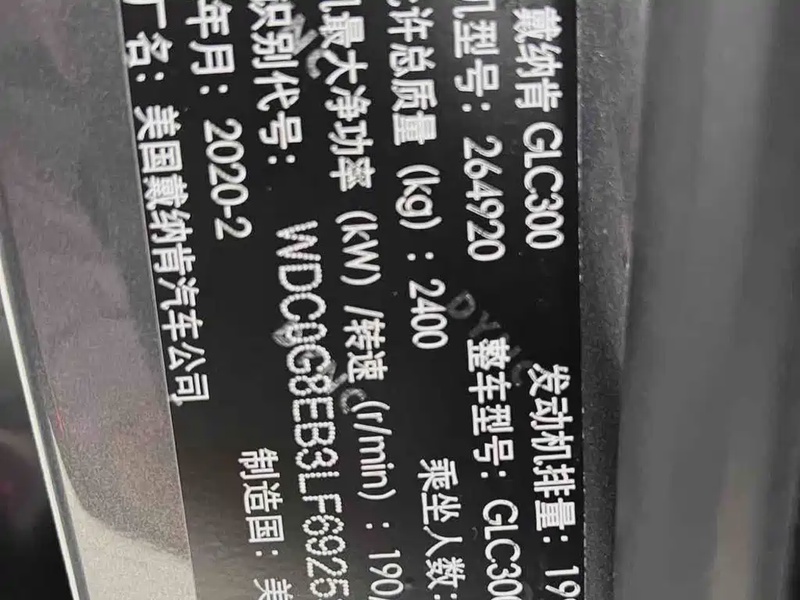 戴纳肯 GLC300 发动机排量: 19
机型号: 264920 整车型号: GLC300
许总质量 (kg) : 2400 乘坐人数:
最大净功率 (kW) /转速 (r/min) : 190/
识别代号: WDC0G8EB3LF6925
年月: 2020-2 制造国: 美
厂名: 美国戴纳肯汽车公司